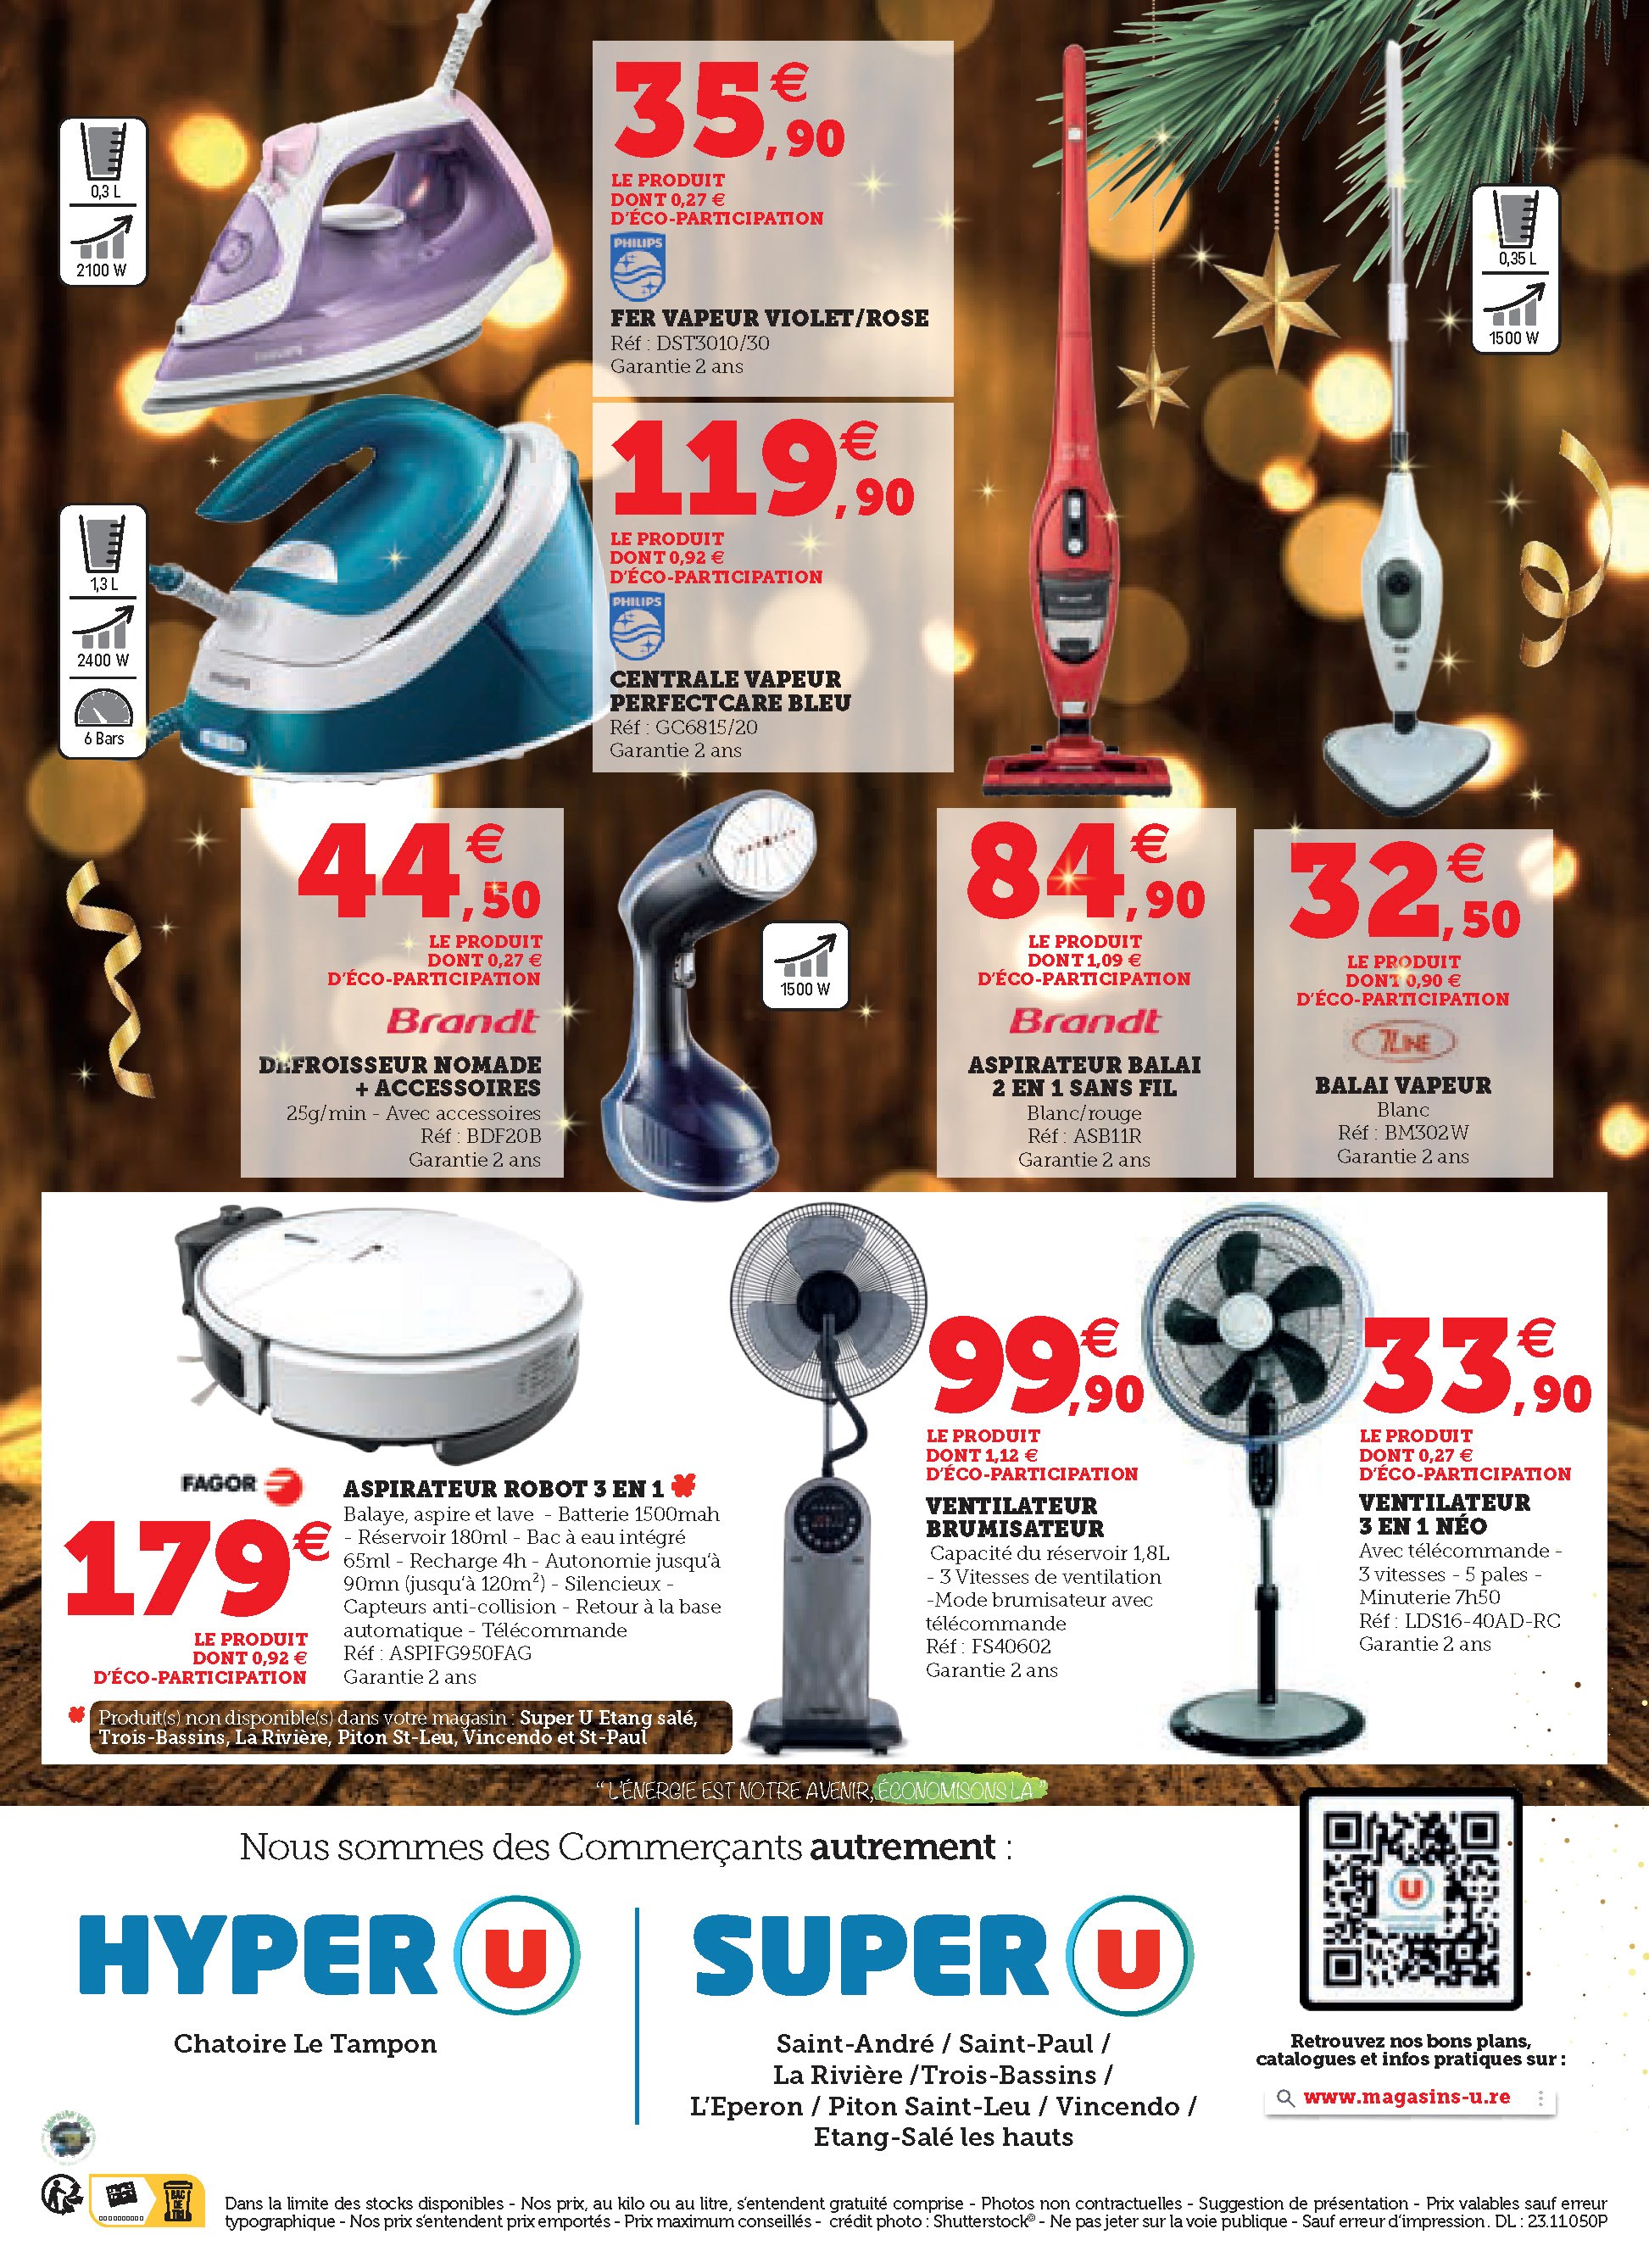 35€,90
LE PRODUIT
DONT 0,27 €
D'ÉCO-PARTICIPATION
PHILIPS
FER VAPEUR VIOLET/ROSE
Réf : DST3010/30
Garantie 2 ans
0,3 L
2100 W
0,35 L
1500 W
119€,90
LE PRODUIT
DONT 0,92 €
D'ÉCO-PARTICIPATION
PHILIPS
CENTRALE VAPEUR
PERFECTCARE BLEU
Réf : GC6815/20
Garantie 2 ans
1,3 L
2400 W
6 Bars
44€,50
LE PRODUIT
DONT 0,27 €
D'ÉCO-PARTICIPATION
Brandt
DEFROISSEUR NOMADE
+ ACCESSOIRES
25g/min - Avec accessoires
Réf : BDF20B
Garantie 2 ans
1500 W
84€,90
LE PRODUIT
DONT 1,09 €
D'ÉCO-PARTICIPATION
Brandt
ASPIRATEUR BALAI
2 EN 1 SANS FIL
Blanc/rouge
Réf : ASB11R
Garantie 2 ans
32€,50
LE PRODUIT
DONT 0,90 €
D'ÉCO-PARTICIPATION
BALAI VAPEUR
Blanc
Réf : BM302W
Garantie 2 ans
FAGOR
179€
LE PRODUIT
DONT 0,92 €
D'ÉCO-PARTICIPATION
ASPIRATEUR ROBOT 3 EN 1
Balaye, aspire et lave - Batterie 1500mah
- Réservoir 180ml - Bac à eau intégré
65ml - Recharge 4h - Autonomie jusqu'à
90mn (jusqu'à 120m²) - Silencieux -
Capteurs anti-collision - Retour à la base
automatique - Télécommande
Réf : ASPIFG950FAG
Garantie 2 ans
Produit(s) non disponible(s) dans votre magasin : Super U Etang salé,
Trois-Bassins, La Rivière, Piton St-Leu, Vincendo et St-Paul
99€,90
LE PRODUIT
DONT 1,12 €
D'ÉCO-PARTICIPATION
VENTILATEUR
BRUMISATEUR
Capacité du réservoir 1,8L
- 3 Vitesses de ventilation
-Mode brumisateur avec
télécommande
Réf : FS40602
Garantie 2 ans
33€,90
LE PRODUIT
DONT 0,27 €
D'ÉCO-PARTICIPATION
VENTILATEUR
3 EN 1 NÉO
Avec télécommande -
3 vitesses - 5 pales -
Minuterie 7h50
Réf : LDS16-40AD-RC
Garantie 2 ans
“L'ÉNERGIE EST NOTRE AVENIR, ÉCONOMISONS LA”
Nous sommes des Commerçants autrement :
HYPER U
Chatoire Le Tampon
SUPER U
Saint-André / Saint-Paul /
La Rivière /Trois-Bassins /
L'Eperon / Piton Saint-Leu / Vincendo /
Etang-Salé les hauts
U
Retrouvez nos bons plans,
catalogues et infos pratiques sur :
www.magasins-u.re
BAC
DE
TRI
Dans la limite des stocks disponibles - Nos prix, au kilo ou au litre, s'entendent gratuité comprise - Photos non contractuelles - Suggestion de présentation - Prix valables sauf erreur
typographique - Nos prix s'entendent prix emportés - Prix maximum conseillés - crédit photo : Shutterstock© - Ne pas jeter sur la voie publique - Sauf erreur d'impression. DL : 23.11050P